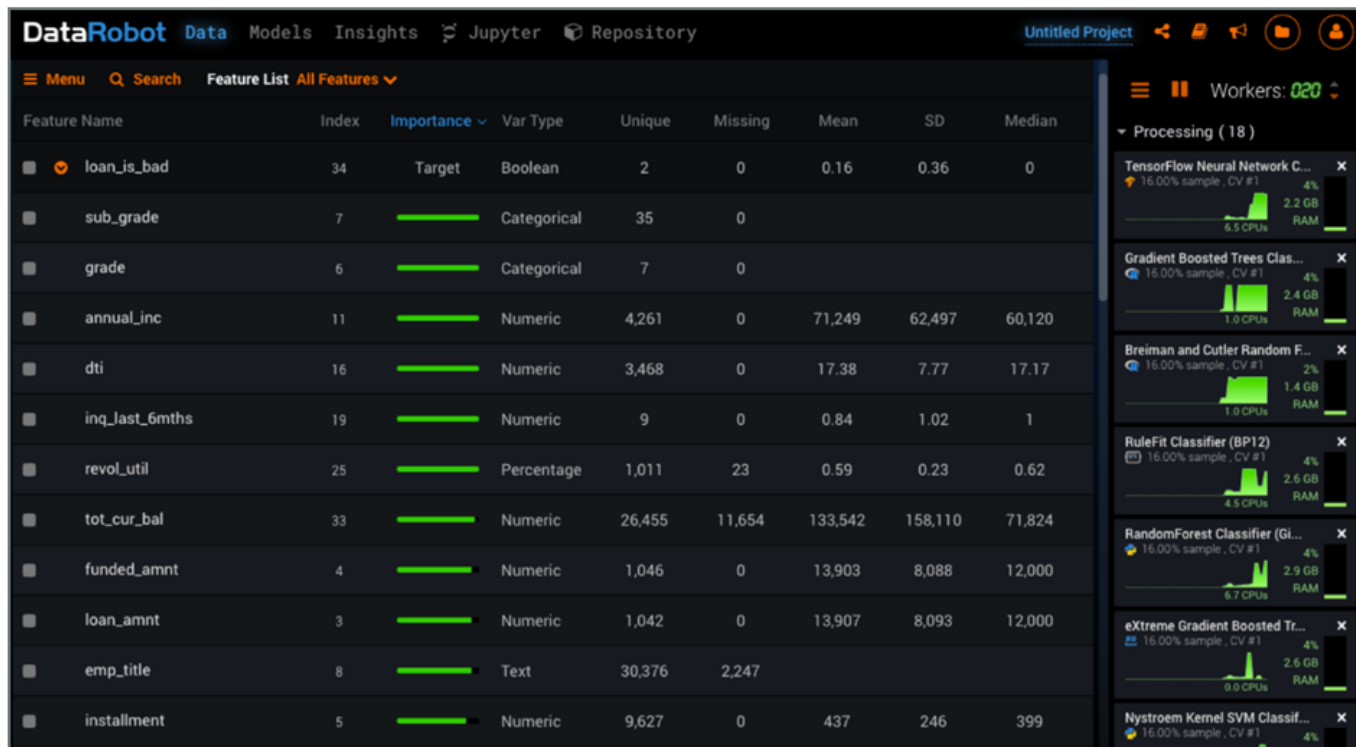 DataRobot Data Models Insights Jupyter Repository Untitled Project
Menu Search Feature List All Features
Feature Name Index Importance Var Type Unique Missing Mean SD Median
loan_is_bad 34 Target Boolean 2 0 0.16 0.36 0
sub_grade 7 Categorical 35 0
grade 6 Categorical 7 0
annual_inc 11 Numeric 4,261 0 71,249 62,497 60,120
dti 16 Numeric 3,468 0 17.38 7.77 17.17
inq_last_6mths 19 Numeric 9 0 0.84 1.02 1
revol_util 25 Percentage 1,011 23 0.59 0.23 0.62
tot_cur_bal 33 Numeric 26,455 11,654 133,542 158,110 71,824
funded_amnt 4 Numeric 1,046 0 13,903 8,088 12,000
loan_amnt 3 Numeric 1,042 0 13,907 8,093 12,000
emp_title 8 Text 30,376 2,247
installment 5 Numeric 9,627 0 437 246 399
Workers: 020
Processing (18)
TensorFlow Neural Network C... x
16.00% sample, CV #1
4%
2.2 GB
RAM
6.5 CPUs
Gradient Boosted Trees Clas... x
16.00% sample, CV #1
4%
2.4 GB
RAM
1.0 CPUs
Breiman and Cutler Random F... x
16.00% sample, CV #1
2%
1.4 GB
RAM
1.0 CPUs
RuleFit Classifier (BP12) x
16.00% sample, CV #1
4%
2.6 GB
RAM
4.5 CPUs
RandomForest Classifier (Gi... x
16.00% sample, CV #1
4%
2.9 GB
RAM
6.7 CPUs
eXtreme Gradient Boosted Tr... x
16.00% sample, CV #1
4%
2.6 GB
RAM
0.0 CPUs
Nystroem Kernel SVM Classif... x
16.00% sample, CV #1
4%